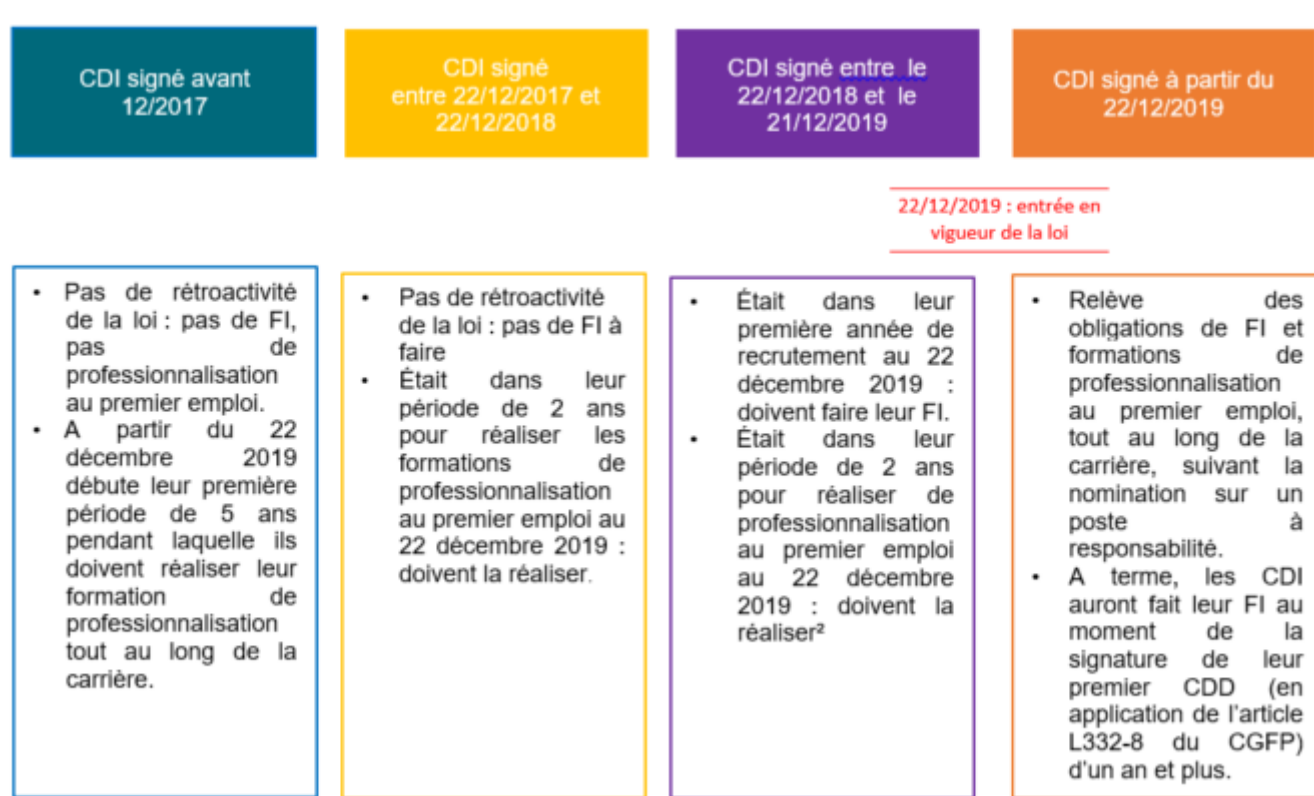 CDI signé avant
12/2017
CDI signé
entre 22/12/2017 et
22/12/2018
CDI signé entre le
22/12/2018 et le
21/12/2019
CDI signé à partir du
22/12/2019
22/12/2019 : entrée en
vigueur de la loi
• Pas de rétroactivité
de la loi : pas de FI,
pas de
professionnalisation
au premier emploi.
• A partir du 22
décembre 2019
débute leur première
période de 5 ans
pendant laquelle ils
doivent réaliser leur
formation de
professionnalisation
tout au long de la
carrière.
• Pas de rétroactivité
de la loi : pas de FI à
faire
• Était dans leur
période de 2 ans
pour réaliser les
formations de
professionnalisation
au premier emploi au
22 décembre 2019 :
doivent la réaliser.
• Était dans leur
première année de
recrutement au 22
décembre 2019 :
doivent faire leur FI.
• Était dans leur
période de 2 ans
pour réaliser de
professionnalisation
au premier emploi
au 22 décembre
2019 : doivent la
réaliser²
• Relève des
obligations de FI et
formations de
professionnalisation
au premier emploi,
tout au long de la
carrière, suivant la
nomination sur un
poste à
responsabilité.
• A terme, les CDI
auront fait leur FI au
moment de la
signature de leur
premier CDD (en
application de l'article
L332-8 du CGFP)
d'un an et plus.